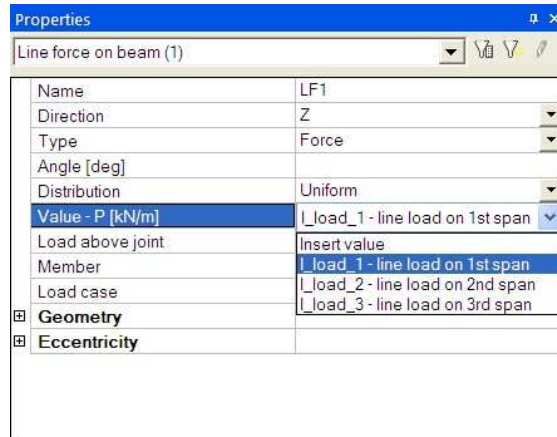 Properties
Line force on beam (1)
Name LF1
Direction Z
Type Force
Angle [deg]
Distribution Uniform
Value - P [kN/m] l_load_1 - line load on 1st span
Load above joint Insert value
Member l_load_1 - line load on 1st span
Load case l_load_2 - line load on 2nd span
l_load_3 - line load on 3rd span
Geometry
Eccentricity